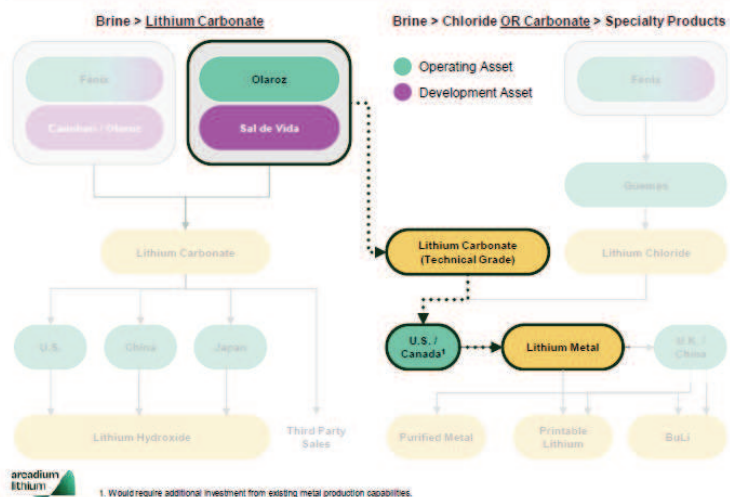 Brine > Lithium Carbonate
Brine > Chloride OR Carbonate > Specialty Products
Fénix
Cauchari / Olaroz
Olaroz
Sal de Vida
Operating Asset
Development Asset
Fénix
Guemes
Lithium Carbonate
Lithium Carbonate
(Technical Grade)
Lithium Chloride
U.S.
China
Japan
U.S. /
Canada¹
Lithium Metal
U.K. /
China
Lithium Hydroxide
Third Party
Sales
Purified Metal
Printable
Lithium
BuLi
arcadium
lithium
1. Would require additional investment from existing metal production capabilities.